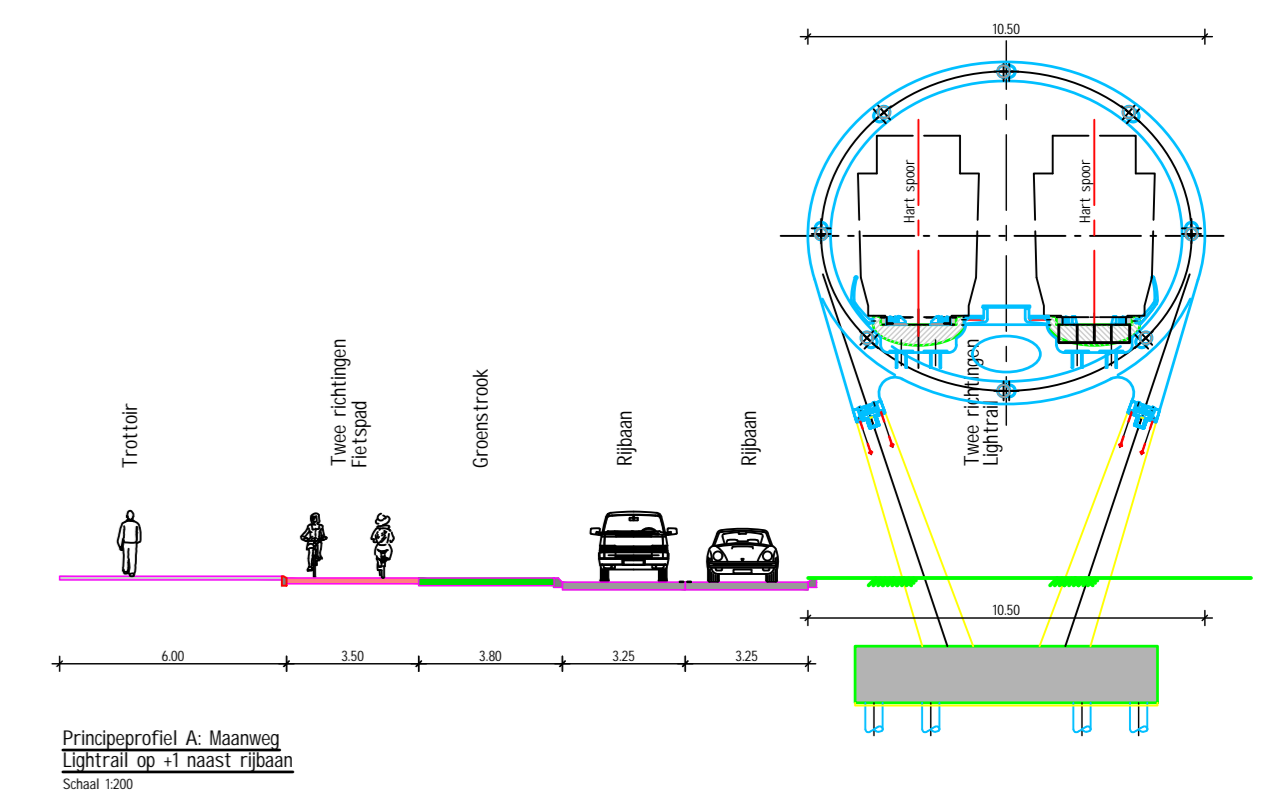 10.50
Hart spoor
Hart spoor
Trottoir
Twee richtingen
Fietspad
Groenstrook
Rijbaan
Rijbaan
Twee richtingen
Lightrail
10.50
6.00
3.50
3.80
3.25
3.25
Principeprofiel A: Maanweg
Lightrail op +1 naast rijbaan
Schaal 1:200